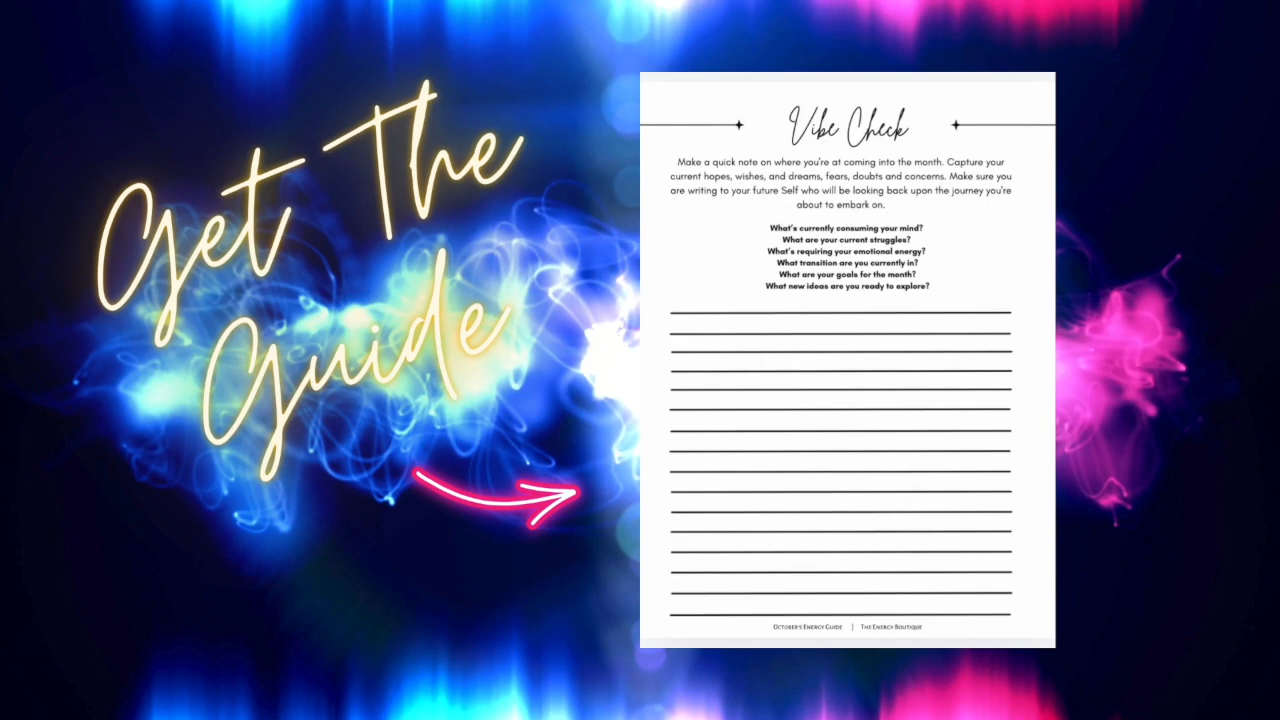 Get The
Guide
Vibe Check
Make a quick note on where you're at coming into the month. Capture your
current hopes, wishes, and dreams, fears, doubts and concerns. Make sure you
are writing to your future Self who will be looking back upon the journey you're
about to embark on.
What's currently consuming your mind?
What are your current struggles?
What's requiring your emotional energy?
What transition are you currently in?
What are your goals for the month?
What new ideas are you ready to explore?
October's Energy Guide | The Energy Boutique